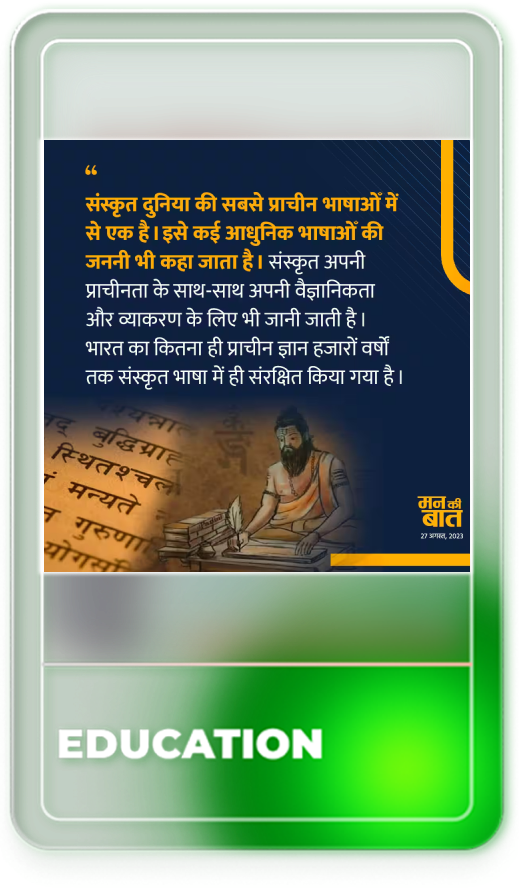 “
संस्कृत दुनिया की सबसे प्राचीन भाषाओँ में
से एक है। इसे कई आधुनिक भाषाओँ की
जननी भी कहा जाता है। संस्कृत अपनी
प्राचीनता के साथ-साथ अपनी वैज्ञानिकता
और व्याकरण के लिए भी जानी जाती है।
भारत का कितना ही प्राचीन ज्ञान हजारों वर्षों
तक संस्कृत भाषा में ही संरक्षित किया गया है।
बुद्धिग्राह
स्थितश्चल
मन्यते
गुरुणा
मन की
बात
27 अगस्त, 2023
EDUCATION